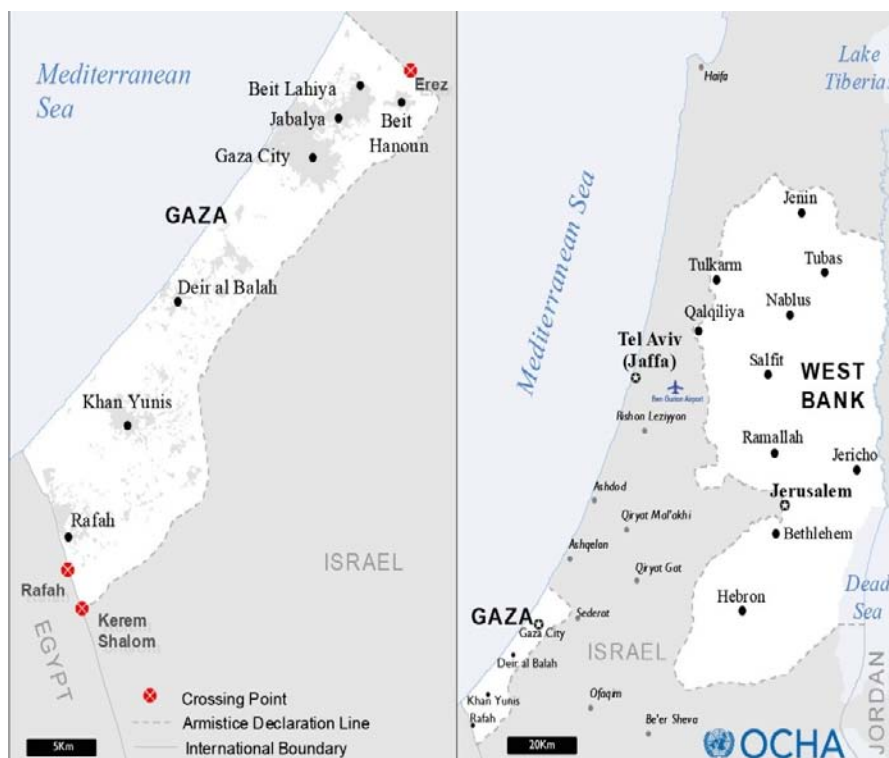 Mediterranean
Sea
Erez
Beit Lahiya
Jabalya
Beit
Hanoun
Gaza City
GAZA
Deir al Balah
Khan Yunis
Rafah
Rafah
Kerem
Shalom
ISRAEL
EGYPT
Crossing Point
Armistice Declaration Line
International Boundary
5Km
Lake
Tiberias
Haifa
Mediterranean Sea
Jenin
Tubas
Tulkarm
Nablus
Qalqiliya
Tel Aviv
(Jaffa)
Ben Gurion Airport
Salfit
WEST
BANK
Rishon Leziyyon
Ramallah
Jericho
Jerusalem
Ashdod
Qiryat Mal'akhi
Bethlehem
Ashqelon
Qiryat Gat
Dead
Sea
Hebron
GAZA
Gaza City
Sederot
ISRAEL
Deir al Balah
Khan Yunis
Rafah
Ofaqim
Be'er Sheva
JORDAN
20Km
OCHA